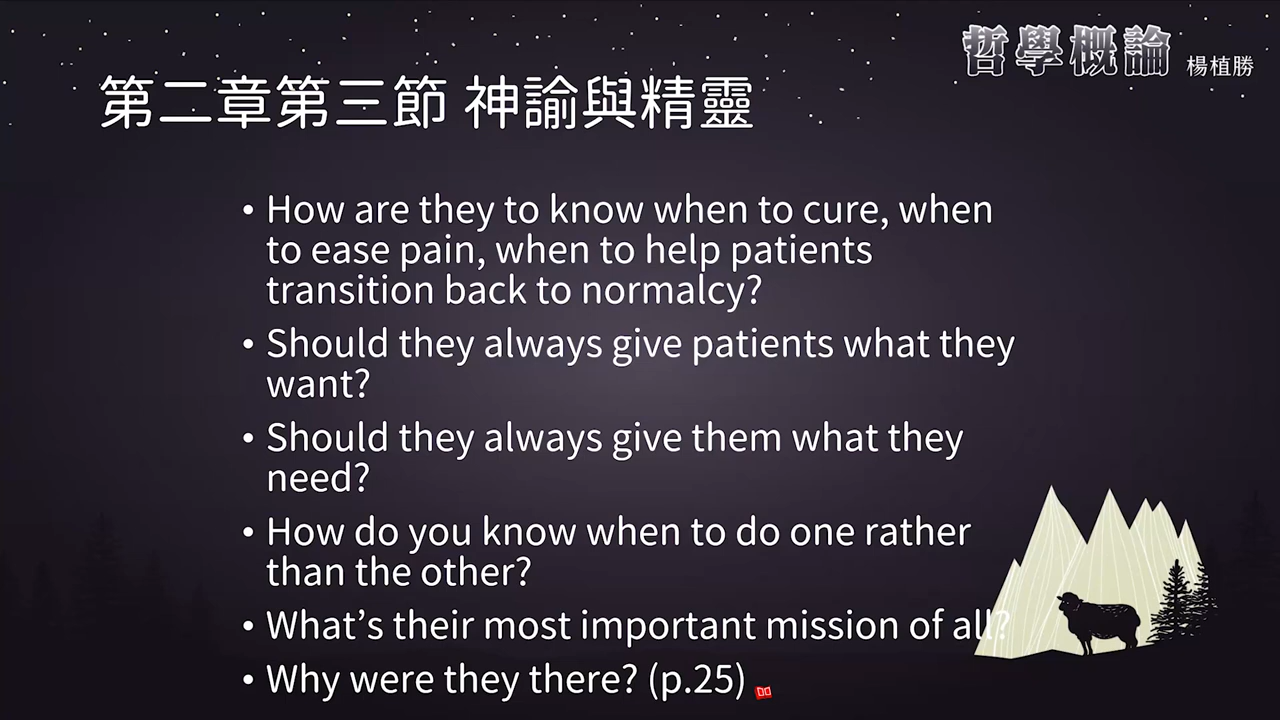 哲學概論 楊植勝
第二章第三節 神諭與精靈
• How are they to know when to cure, when
to ease pain, when to help patients
transition back to normalcy?
• Should they always give patients what they
want?
• Should they always give them what they
need?
• How do you know when to do one rather
than the other?
• What’s their most important mission of all?
• Why were they there? (p.25)